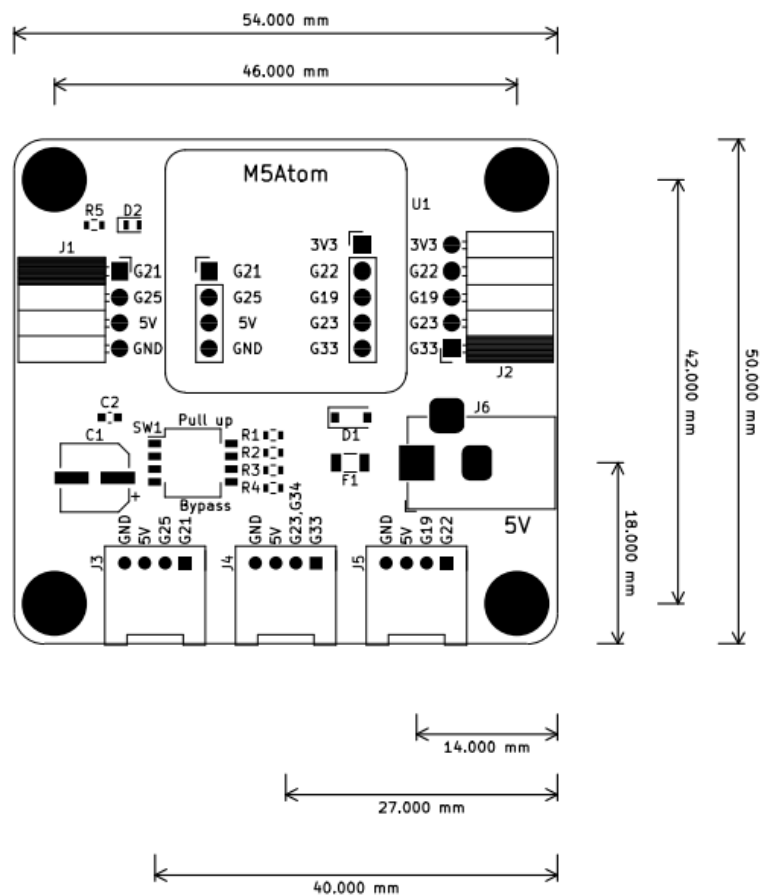 54.000 mm
46.000 mm
M5Atom
U1
R5 D2
J1
3V3 3V3
G21 G21 G22 G22
G25 G25 G19 G19
5V 5V G23 G23
GND GND G33 G33
J2
42.000 mm
50.000 mm
C2
C1
SW1
Pull up
R1
R2
R3
R4
Bypass
+
D1
F1
J6
5V
18.000 mm
J3
GND
5V
G25
G21
J4
GND
5V
G23,G34
G33
J5
GND
5V
G19
G22
14.000 mm
27.000 mm
40.000 mm